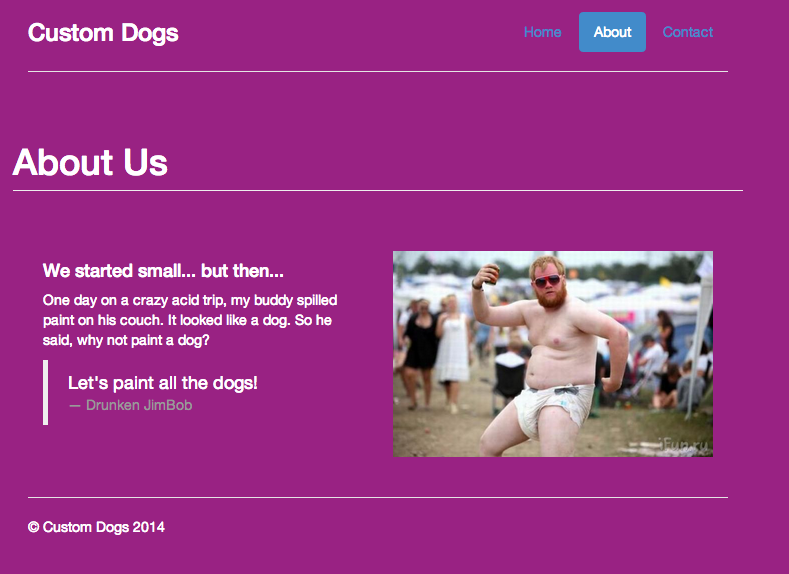 Custom Dogs
Home
About
Contact
About Us
We started small... but then...
One day on a crazy acid trip, my buddy spilled
paint on his couch. It looked like a dog. So he
said, why not paint a dog?
Let's paint all the dogs!
— Drunken JimBob
iFun.ru
© Custom Dogs 2014